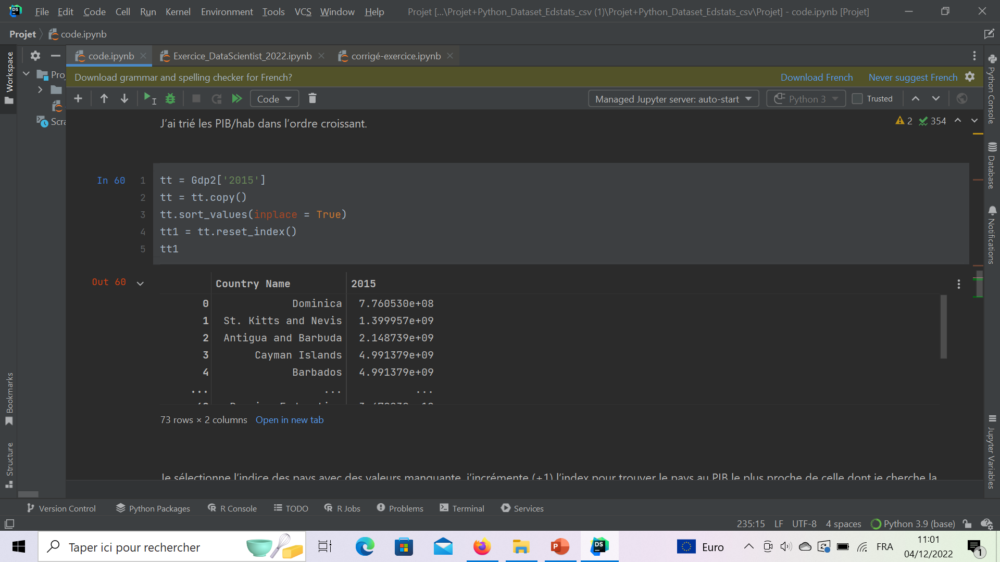 File Edit Code Cell Run Kernel Environment Tools VCS Window Help Projet [...\Projet+Python_Dataset_Edstats_csv (1)\Projet+Python_Dataset_Edstats_csv\Projet] - code.ipynb [Projet]
Projet code.ipynb
Workspace
code.ipynb Exercice_DataScientist_2022.ipynb corrigé-exercice.ipynb
Proj
Scra
Download grammar and spelling checker for French? Download French Never suggest French
Code Managed Jupyter server: auto-start Python 3 Trusted
J'ai trié les PIB/hab dans l'ordre croissant.
2 354
In 60
1 tt = Gdp2['2015']
2 tt = tt.copy()
3 tt.sort_values(inplace = True)
4 tt1 = tt.reset_index()
5 tt1
Out 60
Country Name 2015
0 Dominica 7.760530e+08
1 St. Kitts and Nevis 1.399957e+09
2 Antigua and Barbuda 2.148739e+09
3 Cayman Islands 4.991379e+09
4 Barbados 4.991379e+09
... ... ...
73 rows × 2 columns Open in new tab
Je sélectionne l'indice des pays avec des valeurs manquante, j'incrémente (+1) l'index pour trouver le pays au PIB le plus proche de celle dont je cherche la
Python Console
Database
Notifications
Jupyter Variables
Bookmarks
Structure
Version Control Python Packages R Console TODO R Jobs Problems Terminal Services
235:15 LF UTF-8 4 spaces Python 3.9 (base)
Taper ici pour rechercher
Euro
FRA
11:01
04/12/2022
1